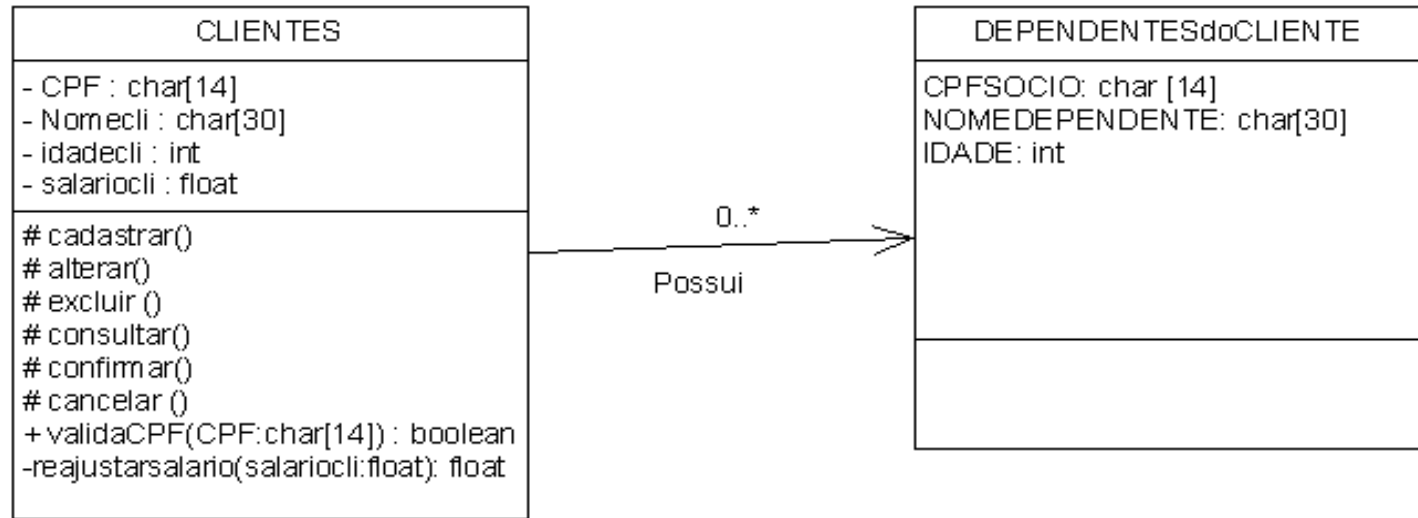 CLIENTES
- CPF : char[14]
- Nomecli : char[30]
- idadecli : int
- salariocli : float
# cadastrar()
# alterar()
# excluir ()
# consultar()
# confirmar()
# cancelar ()
+ validaCPF(CPF:char[14]) : boolean
-reajustarsalario(salariocli:float): float
0..*
Possui
DEPENDENTESdoCLIENTE
CPFSOCIO: char [14]
NOMEDEPENDENTE: char[30]
IDADE: int